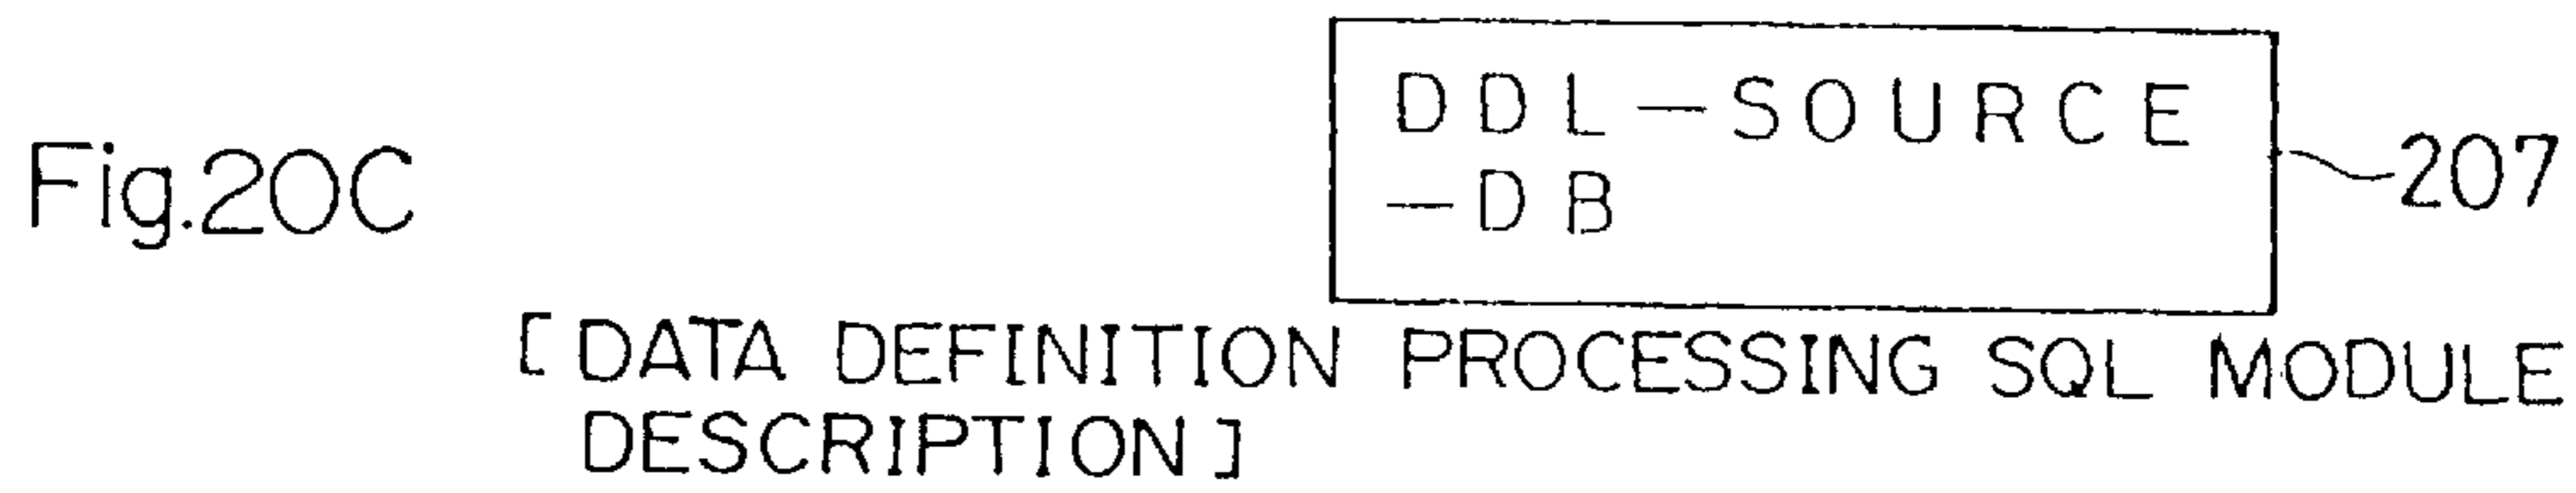 DDL-SOURCE
-DB
207
Fig.20C
[DATA DEFINITION PROCESSING SQL MODULE
DESCRIPTION]